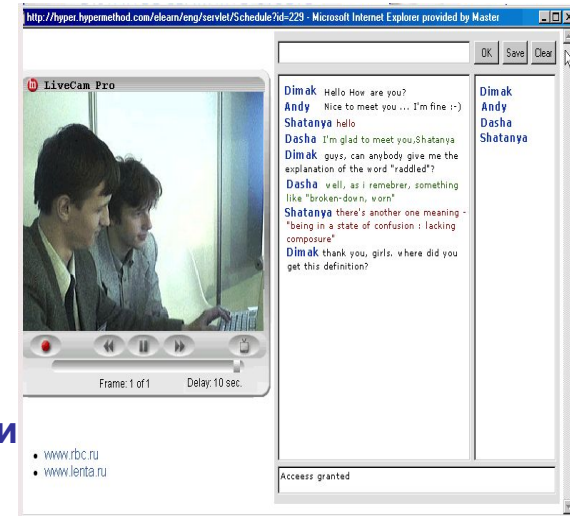 http://hyper.hypermethod.com/elearn/eng/servlet/Schedule?id=229 - Microsoft Internet Explorer provided by Master
OK Save Clear
m LiveCam Pro
Frame: 1 of 1 Delay: 10 sec.
и
• www.rbc.ru
• www.lenta.ru
Dimak Hello How are you?
Andy Nice to meet you ... I'm fine :-)
Shatanya hello
Dasha I'm glad to meet you,Shatanya
Dimak guys, can anybody give me the
explanation of the word "raddled"?
Dasha well, as i remebrer, something
like "broken-down, worn"
Shatanya there's another one meaning -
"being in a state of confusion : lacking
composure"
Dimak thank you, girls. where did you
get this definition?
Dimak
Andy
Dasha
Shatanya
Acceess granted